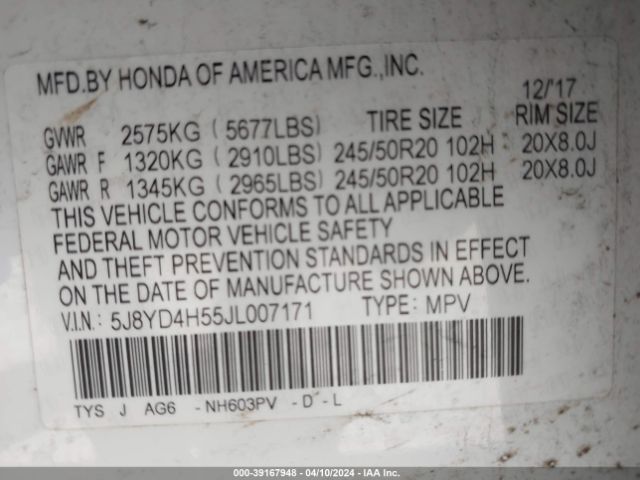 MFD.BY HONDA OF AMERICA MFG.,INC.
12/'17
GVWR 2575KG (5677LBS) TIRE SIZE RIM SIZE
GAWR F 1320KG (2910LBS) 245/50R20 102H 20X8.0J
GAWR R 1345KG (2965LBS) 245/50R20 102H 20X8.0J
THIS VEHICLE CONFORMS TO ALL APPLICABLE
FEDERAL MOTOR VEHICLE SAFETY
AND THEFT PREVENTION STANDARDS IN EFFECT
ON THE DATE OF MANUFACTURE SHOWN ABOVE.
V.I.N.: 5J8YD4H55JL007171 TYPE: MPV
TYS J AG6 -NH603PV -D -L
000-39167948 - 04/10/2024 - IAA Inc.